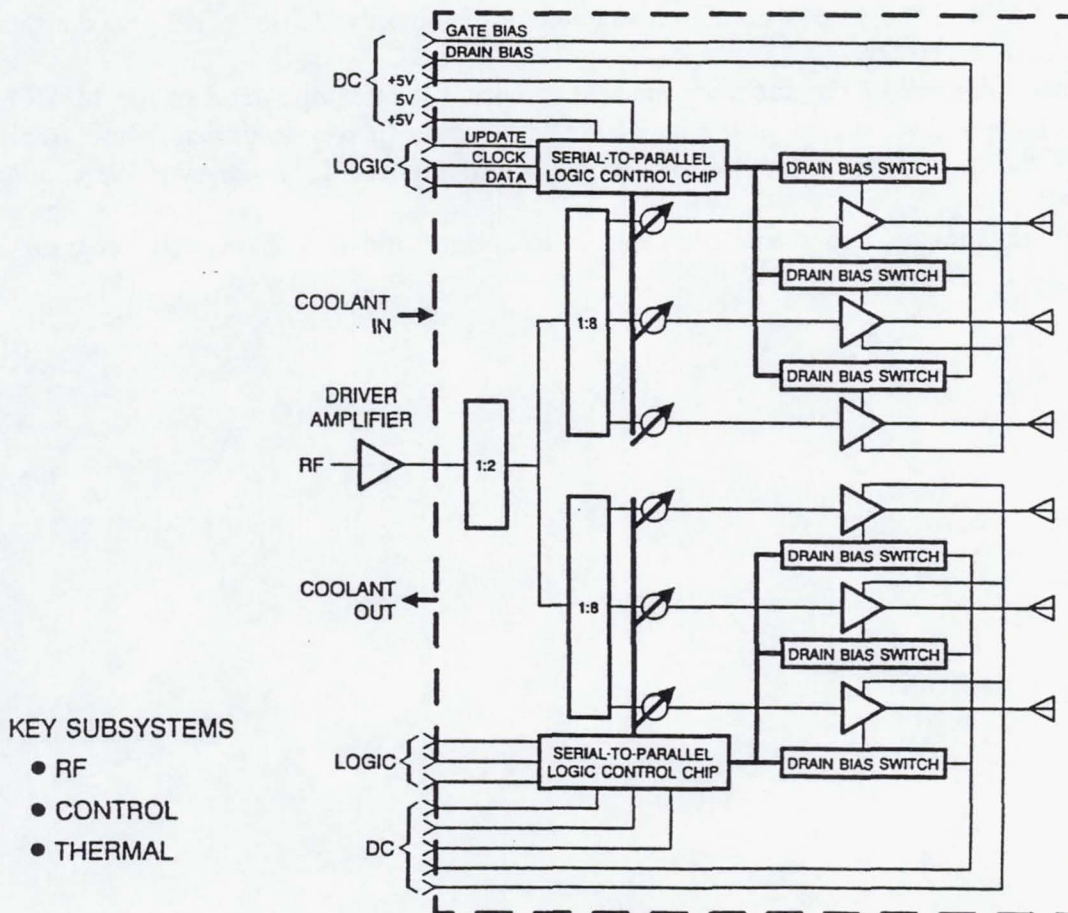 GATE BIAS
DRAIN BIAS
DC
+5V
5V
+5V
UPDATE
LOGIC
CLOCK
DATA
SERIAL-TO-PARALLEL
LOGIC CONTROL CHIP
DRAIN BIAS SWITCH
DRAIN BIAS SWITCH
COOLANT
IN
1:8
DRAIN BIAS SWITCH
DRIVER
AMPLIFIER
RF
1:2
DRAIN BIAS SWITCH
COOLANT
OUT
1:8
DRAIN BIAS SWITCH
KEY SUBSYSTEMS
● RF
● CONTROL
● THERMAL
LOGIC
SERIAL-TO-PARALLEL
LOGIC CONTROL CHIP
DRAIN BIAS SWITCH
DC